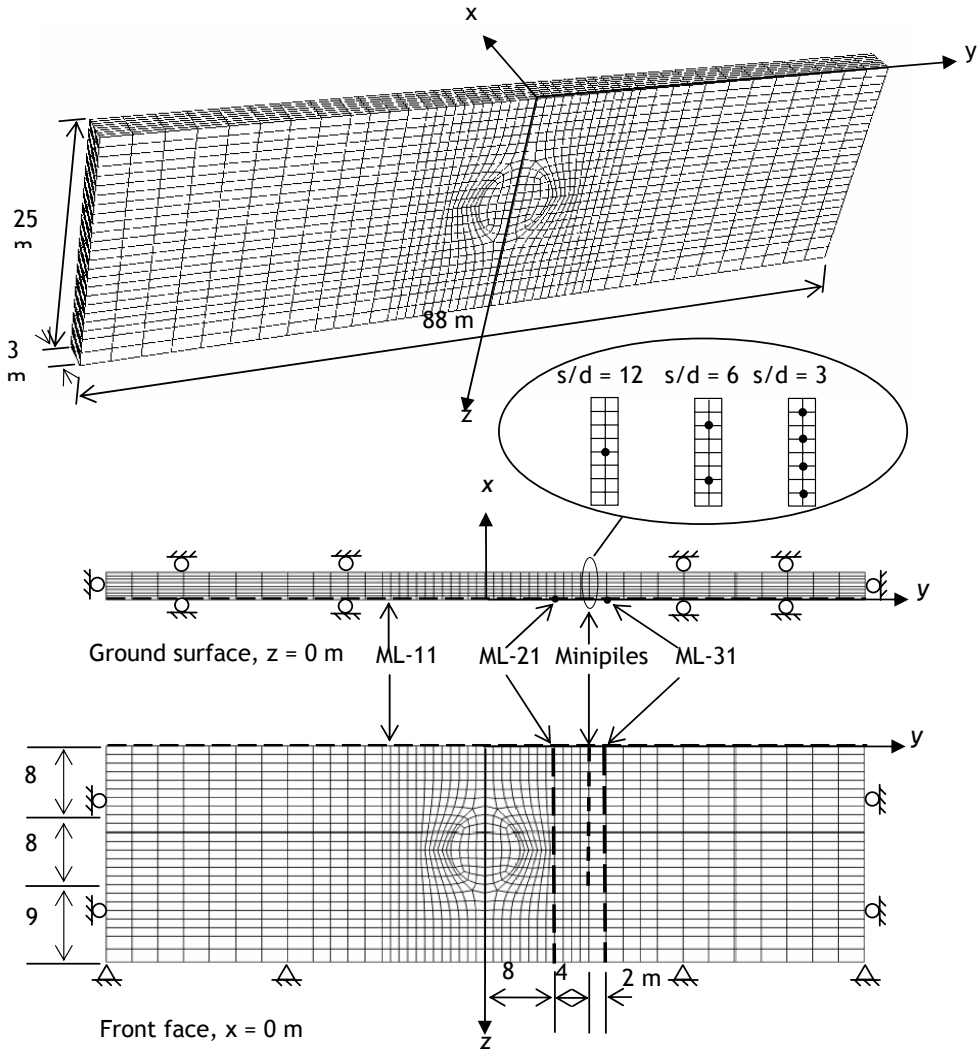 x
y
25
m
88 m
3
m
z
s/d = 12 s/d = 6 s/d = 3
x
y
Ground surface, z = 0 m ML-11 ML-21 Minipiles ML-31
y
8
8
9
8 4 2 m
Front face, x = 0 m
z